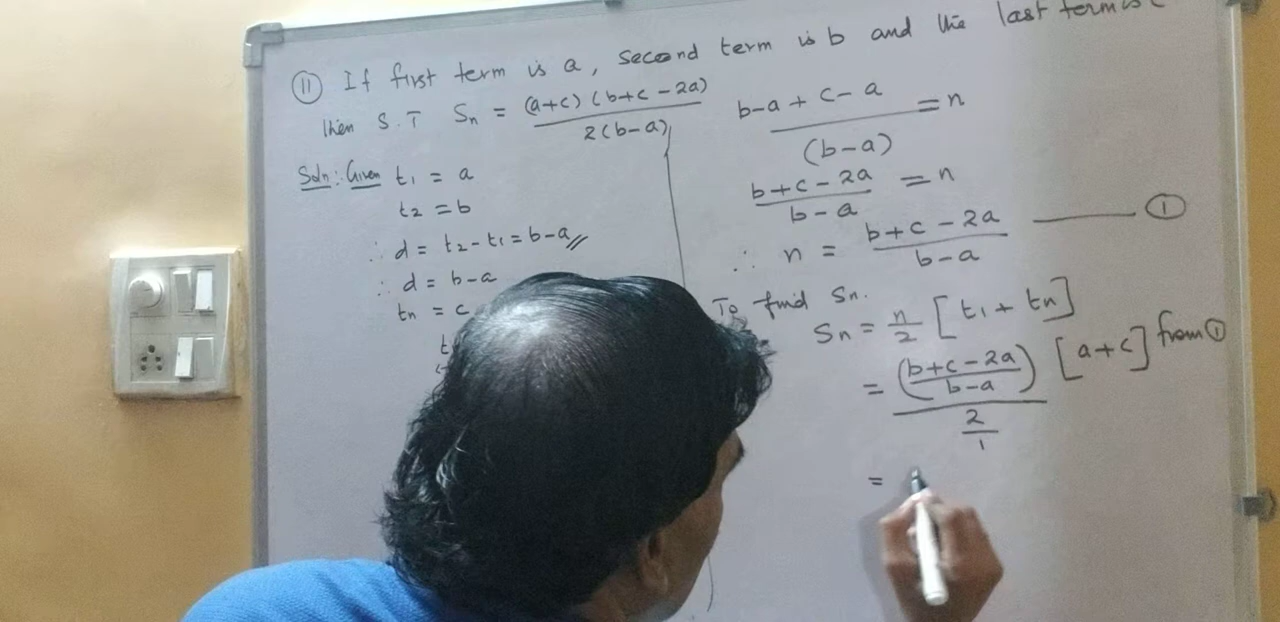 ⑪ If first term is a, second term is b and the last term is c
then S.T Sn = (a+c) (b+c-2a) / 2(b-a)
Soln: Given t₁ = a
t₂ = b
∴ d = t₂-t₁ = b-a//
∴ d = b-a
tn = c
b-a + c-a / (b-a) = n
b+c-2a / b-a = n
∴ n = b+c-2a / b-a ——— ①
To find Sn.
Sn = n/2 [t₁ + tn]
= (b+c-2a / b-a) / 2/1 [a+c] from ①
=